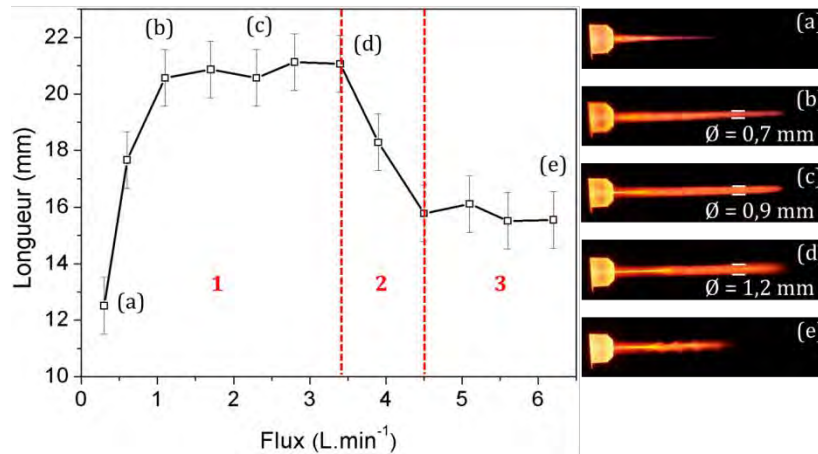 22
20
18
16
14
12
10
Longueur (mm)
0
1
2
3
4
5
6
Flux (L.min⁻¹)
(a)
(b)
(c)
(d)
(e)
1
2
3
(a)
(b)
Ø = 0,7 mm
(c)
Ø = 0,9 mm
(d)
Ø = 1,2 mm
(e)